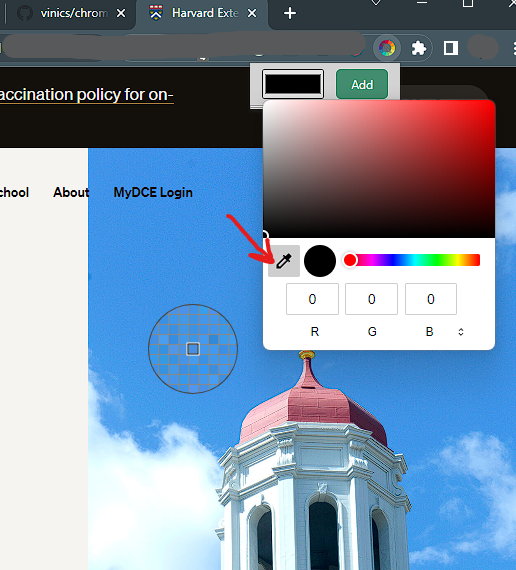 vinics/chrom
Harvard Exte
accination policy for on-
Add
chool About MyDCE Login
0 0 0
R G B